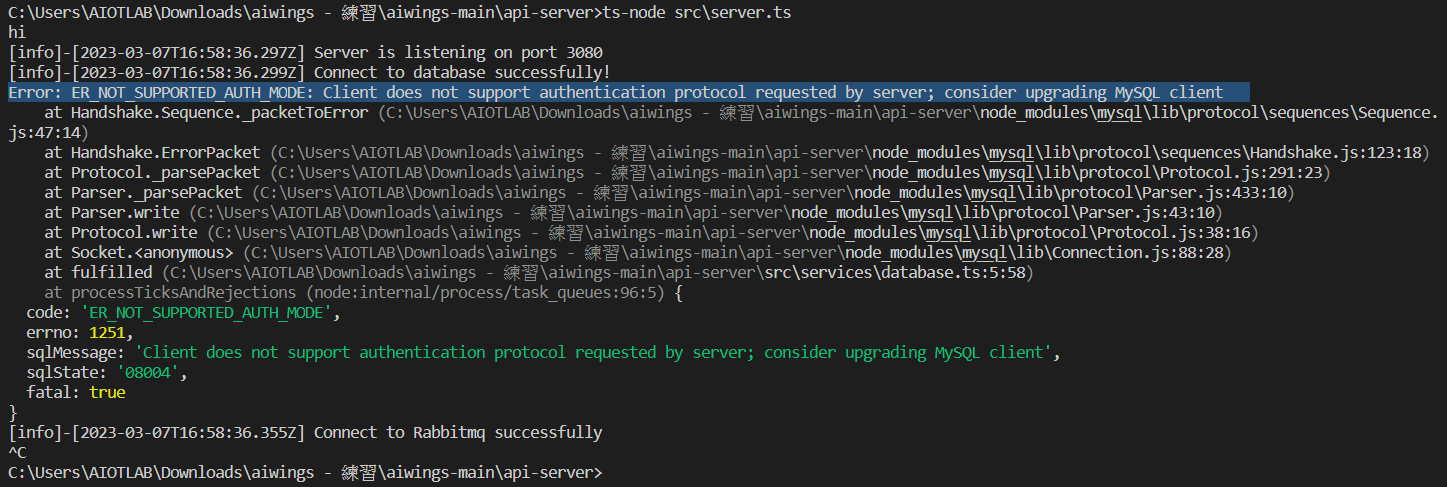 C:\Users\AIOTLAB\Downloads\aiwings - 練習\aiwings-main\api-server>ts-node src\server.ts
hi
[info]-[2023-03-07T16:58:36.297Z] Server is listening on port 3080
[info]-[2023-03-07T16:58:36.299Z] Connect to database successfully!
Error: ER_NOT_SUPPORTED_AUTH_MODE: Client does not support authentication protocol requested by server; consider upgrading MySQL client
    at Handshake.Sequence._packetToError (C:\Users\AIOTLAB\Downloads\aiwings - 練習\aiwings-main\api-server\node_modules\mysql\lib\protocol\sequences\Sequence.
js:47:14)
    at Handshake.ErrorPacket (C:\Users\AIOTLAB\Downloads\aiwings - 練習\aiwings-main\api-server\node_modules\mysql\lib\protocol\sequences\Handshake.js:123:18)
    at Protocol._parsePacket (C:\Users\AIOTLAB\Downloads\aiwings - 練習\aiwings-main\api-server\node_modules\mysql\lib\protocol\Protocol.js:291:23)
    at Parser._parsePacket (C:\Users\AIOTLAB\Downloads\aiwings - 練習\aiwings-main\api-server\node_modules\mysql\lib\protocol\Parser.js:433:10)
    at Parser.write (C:\Users\AIOTLAB\Downloads\aiwings - 練習\aiwings-main\api-server\node_modules\mysql\lib\protocol\Parser.js:43:10)
    at Protocol.write (C:\Users\AIOTLAB\Downloads\aiwings - 練習\aiwings-main\api-server\node_modules\mysql\lib\protocol\Protocol.js:38:16)
    at Socket.<anonymous> (C:\Users\AIOTLAB\Downloads\aiwings - 練習\aiwings-main\api-server\node_modules\mysql\lib\Connection.js:88:28)
    at fulfilled (C:\Users\AIOTLAB\Downloads\aiwings - 練習\aiwings-main\api-server\src\services\database.ts:5:58)
    at processTicksAndRejections (node:internal/process/task_queues:96:5) {
  code: 'ER_NOT_SUPPORTED_AUTH_MODE',
  errno: 1251,
  sqlMessage: 'Client does not support authentication protocol requested by server; consider upgrading MySQL client',
  sqlState: '08004',
  fatal: true
}
[info]-[2023-03-07T16:58:36.355Z] Connect to Rabbitmq successfully
^C
C:\Users\AIOTLAB\Downloads\aiwings - 練習\aiwings-main\api-server>